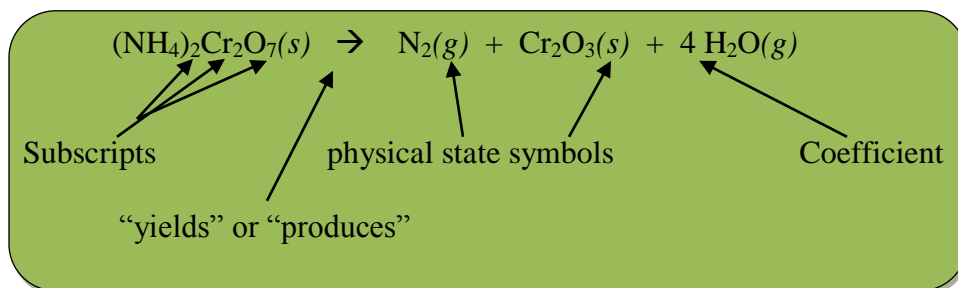 (NH₄)₂Cr₂O₇(s) → N₂(g) + Cr₂O₃(s) + 4 H₂O(g)
Subscripts physical state symbols Coefficient
“yields” or “produces”